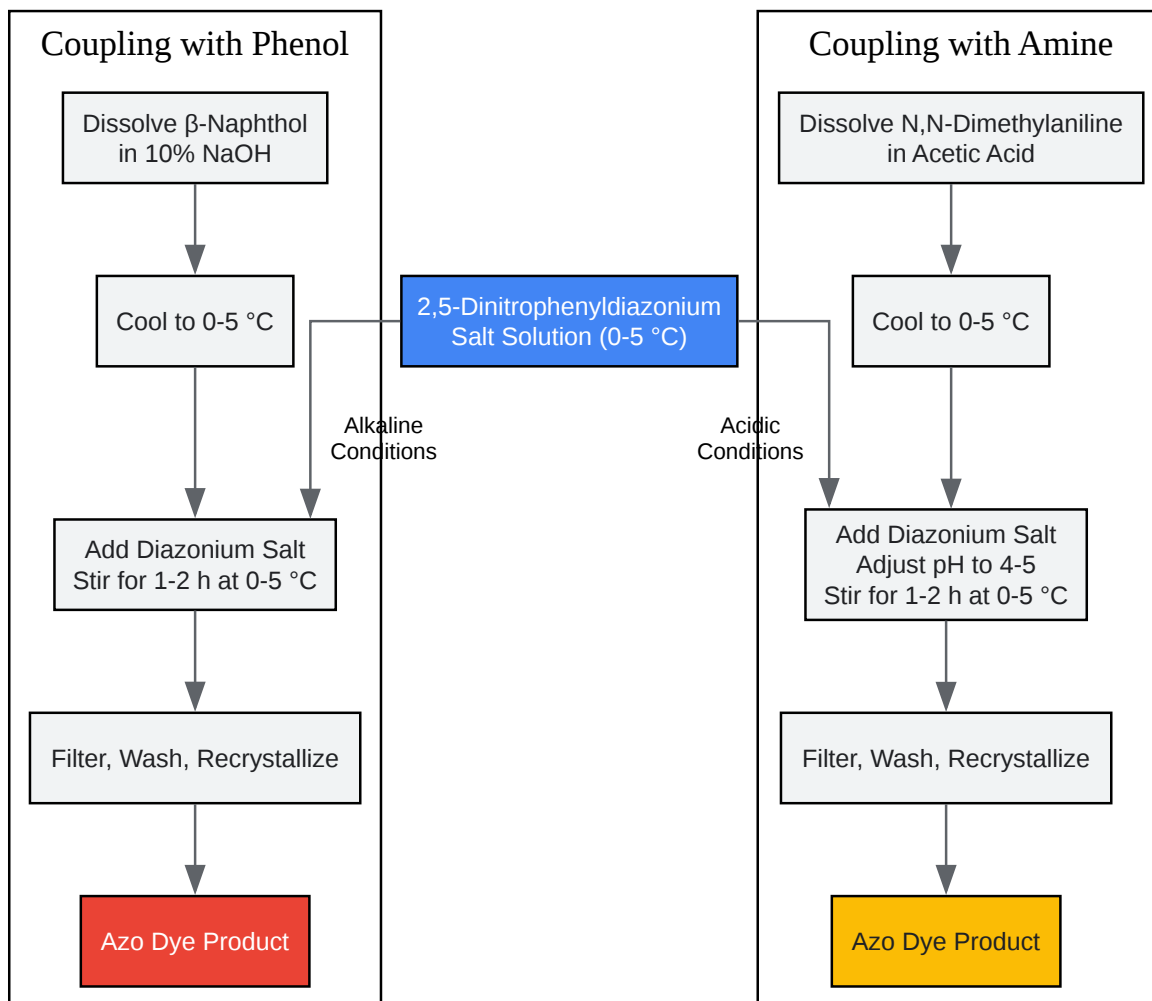 Coupling with Phenol
Dissolve β-Naphthol
in 10% NaOH
Cool to 0-5 °C
Alkaline
Conditions
Add Diazonium Salt
Stir for 1-2 h at 0-5 °C
Filter, Wash, Recrystallize
Azo Dye Product
2,5-Dinitrophenyldiazonium
Salt Solution (0-5 °C)
Coupling with Amine
Dissolve N,N-Dimethylaniline
in Acetic Acid
Cool to 0-5 °C
Acidic
Conditions
Add Diazonium Salt
Adjust pH to 4-5
Stir for 1-2 h at 0-5 °C
Filter, Wash, Recrystallize
Azo Dye Product